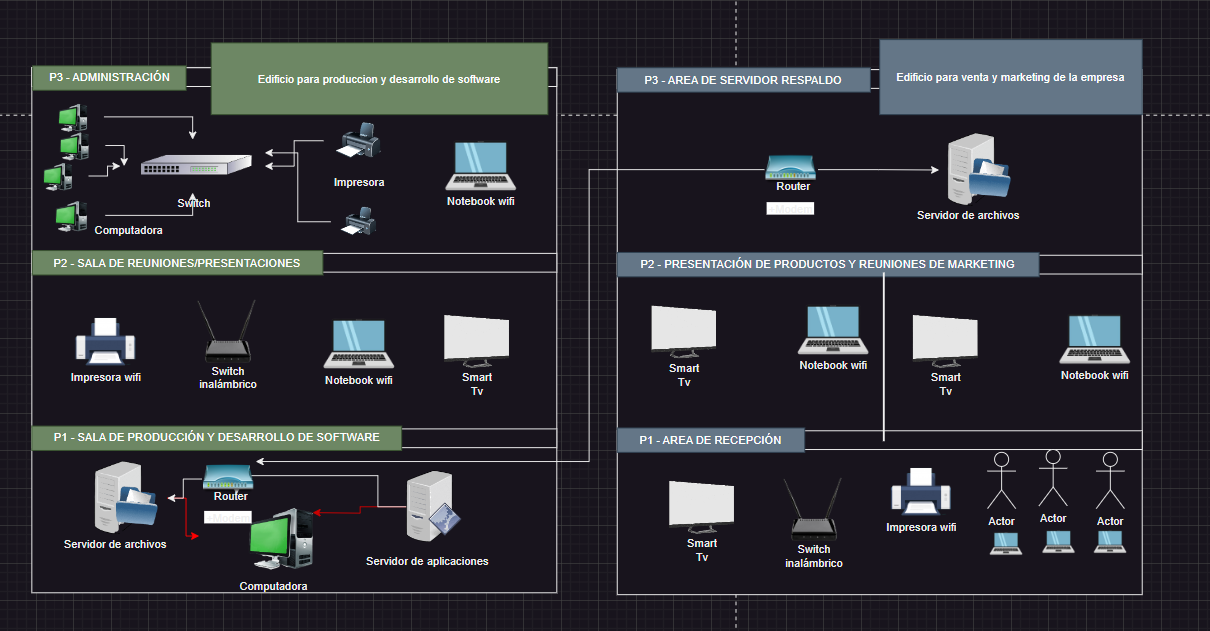 P3 - ADMINISTRACIÓN
Edificio para produccion y desarrollo de software
Impresora
Notebook wifi
Switch
Computadora
P2 - SALA DE REUNIONES/PRESENTACIONES
Impresora wifi
Switch
inalámbrico
Notebook wifi
Smart
Tv
P1 - SALA DE PRODUCCIÓN Y DESARROLLO DE SOFTWARE
Router
Servidor de archivos
Computadora
Servidor de aplicaciones
P3 - AREA DE SERVIDOR RESPALDO
Edificio para venta y marketing de la empresa
Router
Servidor de archivos
P2 - PRESENTACIÓN DE PRODUCTOS Y REUNIONES DE MARKETING
Smart
Tv
Notebook wifi
Smart
Tv
Notebook wifi
P1 - AREA DE RECEPCIÓN
Smart
Tv
Switch
inalámbrico
Impresora wifi
Actor
Actor
Actor